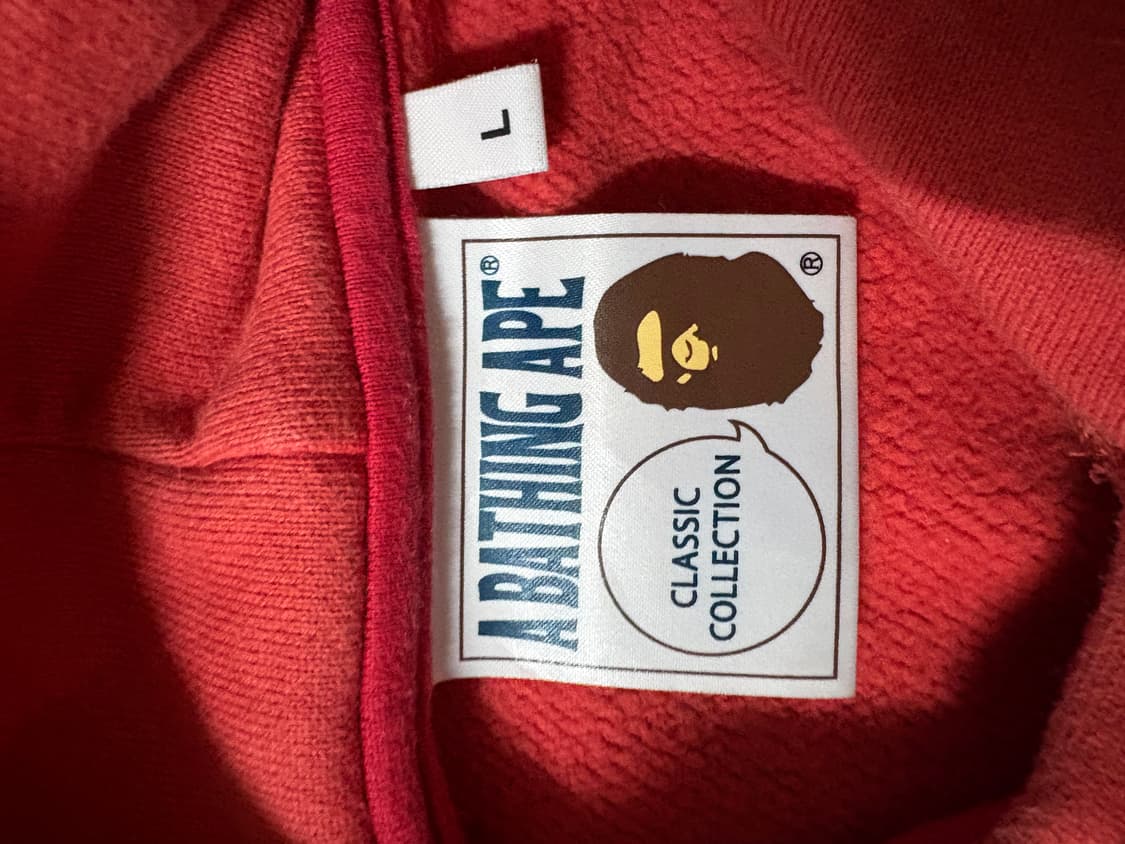 L
A BATHING APE®
®
CLASSIC
COLLECTION